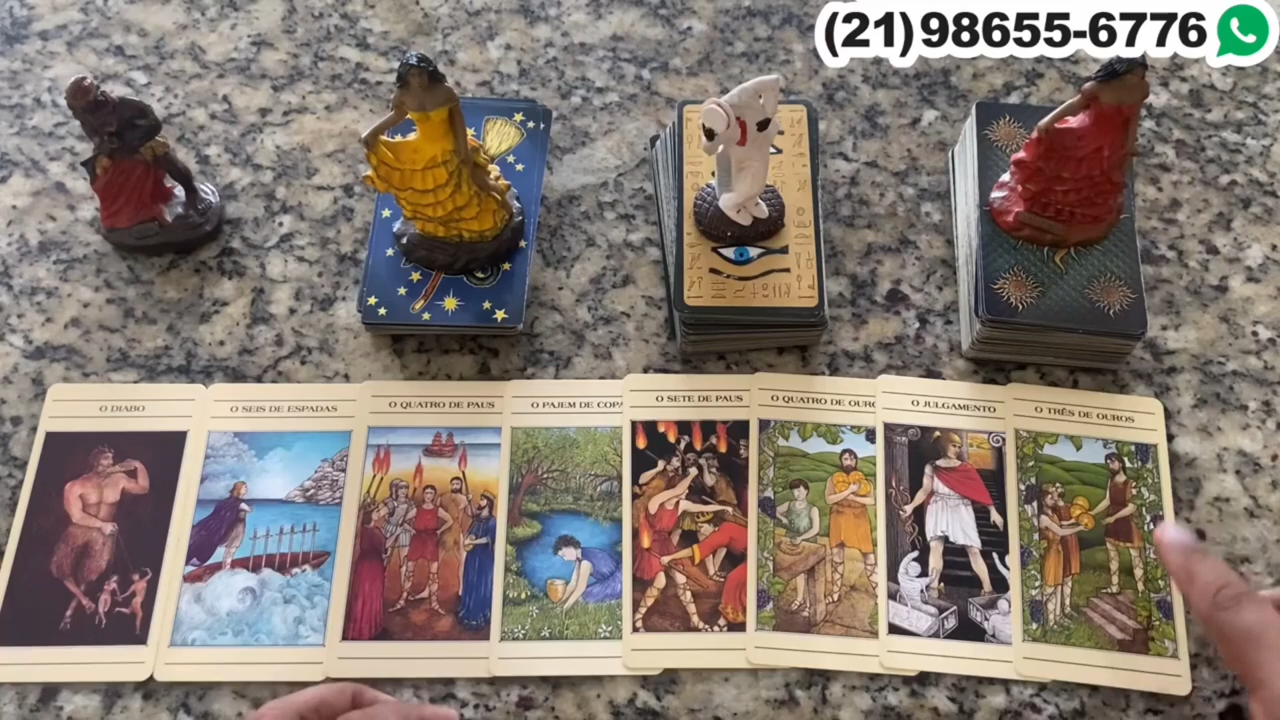 (21)98655-6776
O DIABO
O SEIS DE ESPADAS
O QUATRO DE PAUS
O PAJEM DE COPA
O SETE DE PAUS
O QUATRO DE OURO
O JULGAMENTO
O TRÊS DE OUROS